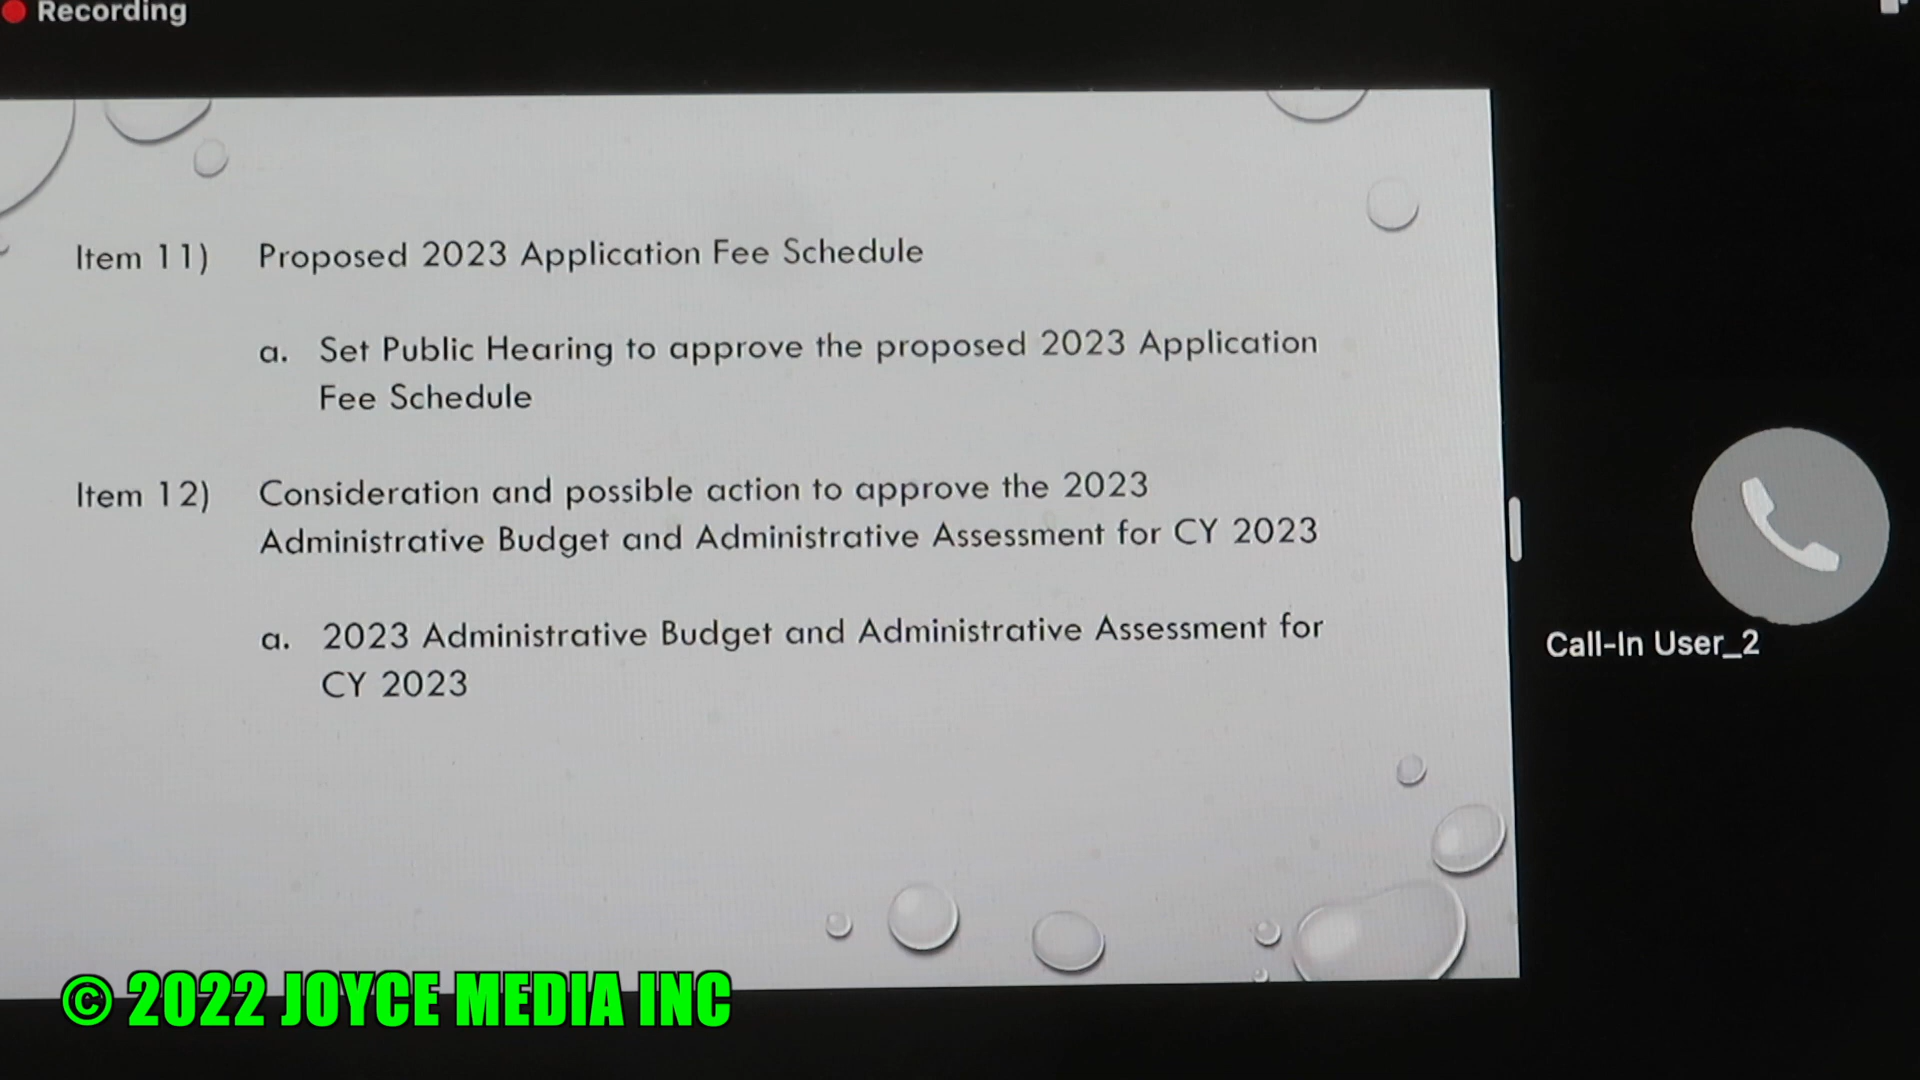 Recording
Item 11) Proposed 2023 Application Fee Schedule
a. Set Public Hearing to approve the proposed 2023 Application
Fee Schedule
Item 12) Consideration and possible action to approve the 2023
Administrative Budget and Administrative Assessment for CY 2023
a. 2023 Administrative Budget and Administrative Assessment for
CY 2023
Call-In User_2
© 2022 JOYCE MEDIA INC